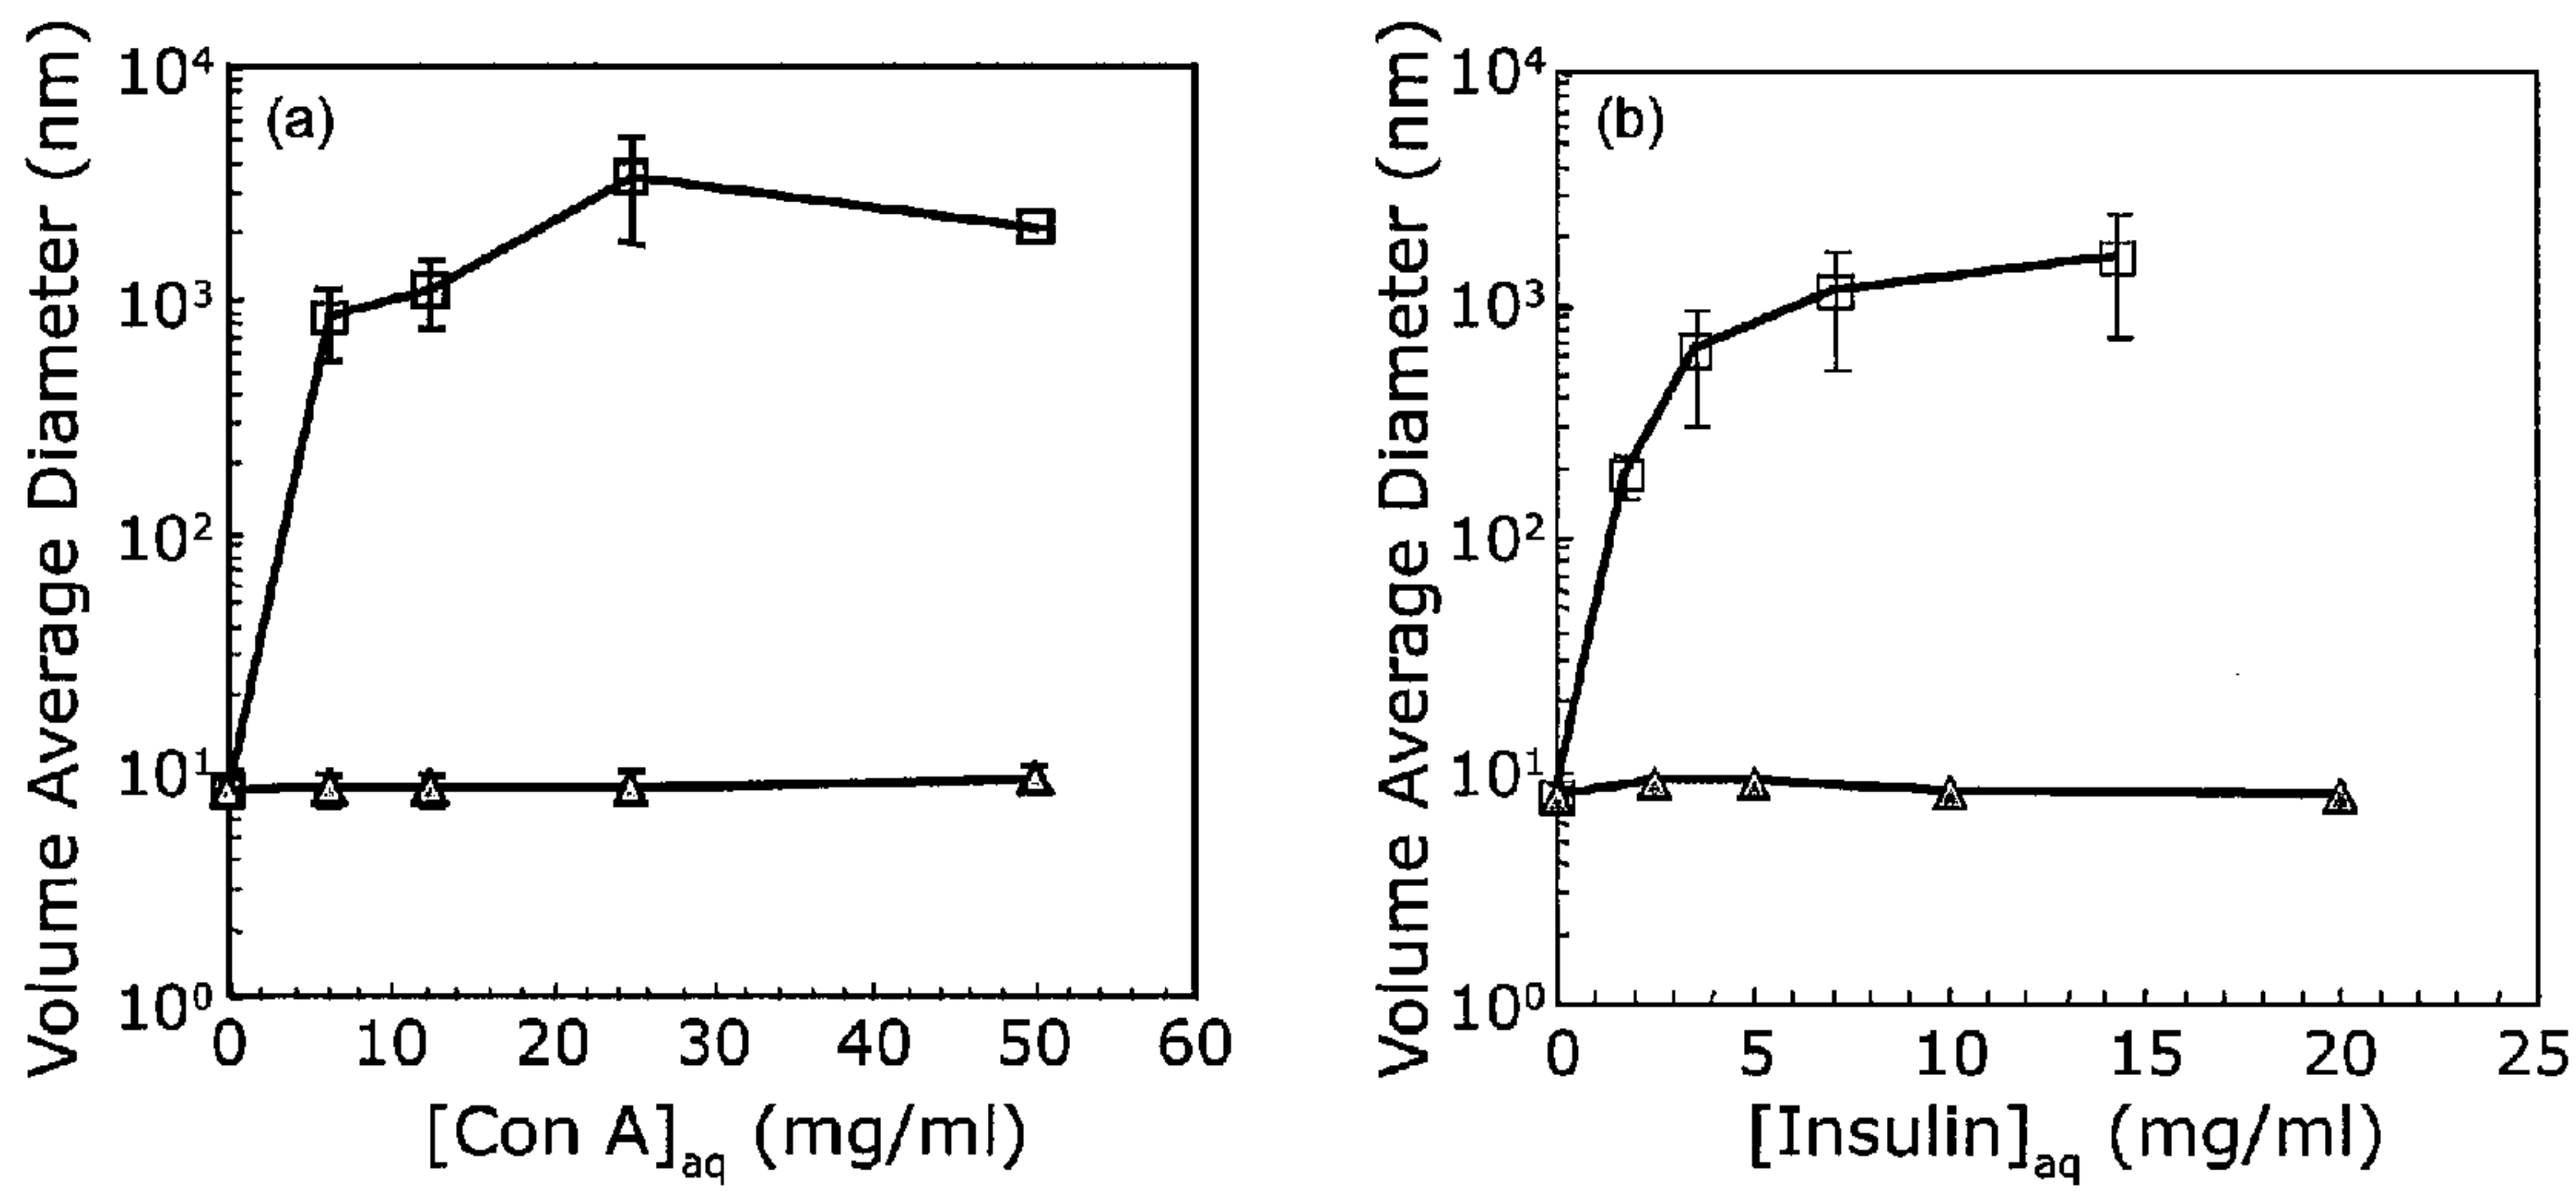 Volume Average Diameter (nm)
10⁴
10³
10²
10¹
10⁰
(a)
0 10 20 30 40 50 60
[Con A]aq (mg/ml)
Volume Average Diameter (nm)
10⁴
10³
10²
10¹
10⁰
(b)
0 5 10 15 20 25
[Insulin]aq (mg/ml)